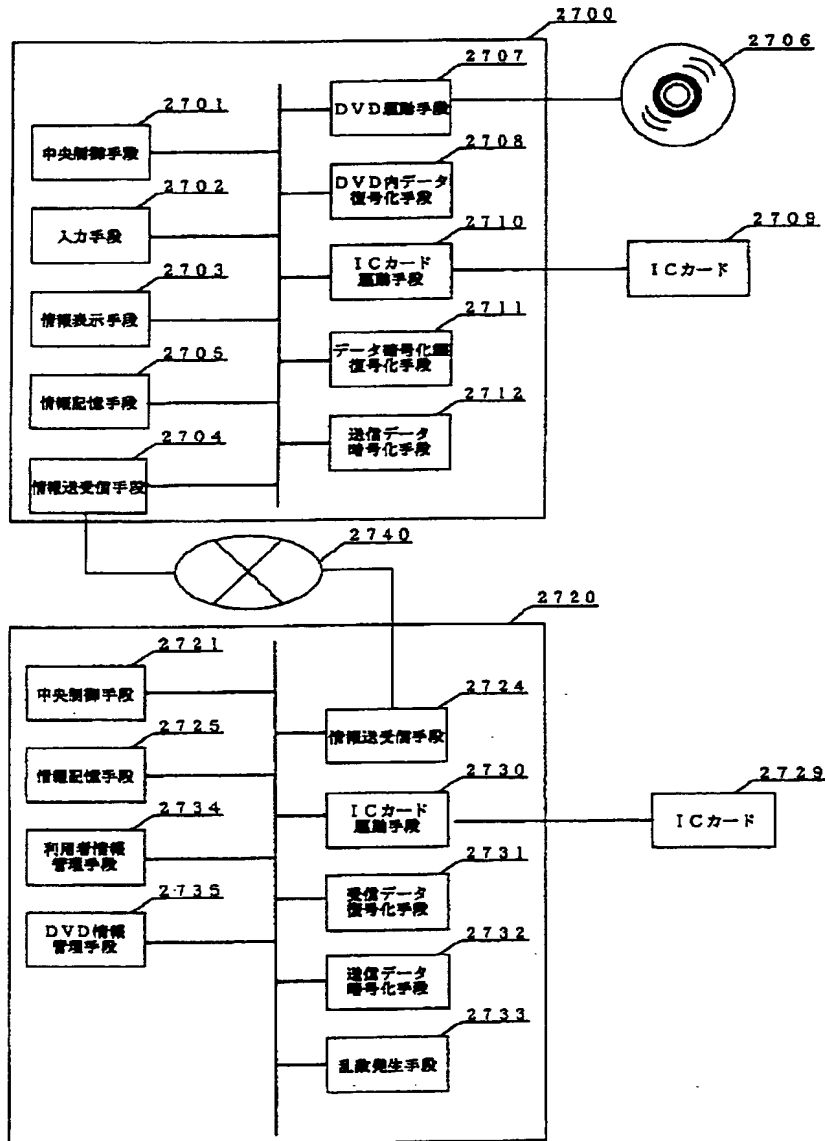 2700
2707
DVD駆動手段
2706
2701
中央制御手段
2708
DVD内データ
復号化手段
2702
入力手段
2710
ICカード
駆動手段
2709
ICカード
2703
情報表示手段
2711
データ暗号化鍵
復号化手段
2705
情報記憶手段
2712
送信データ
暗号化手段
2704
情報送受信手段
2740
2720
2721
中央制御手段
2724
情報送受信手段
2725
情報記憶手段
2730
ICカード
駆動手段
2729
ICカード
2734
利用者情報
管理手段
2731
受信データ
復号化手段
2735
DVD情報
管理手段
2732
送信データ
暗号化手段
2733
乱数発生手段